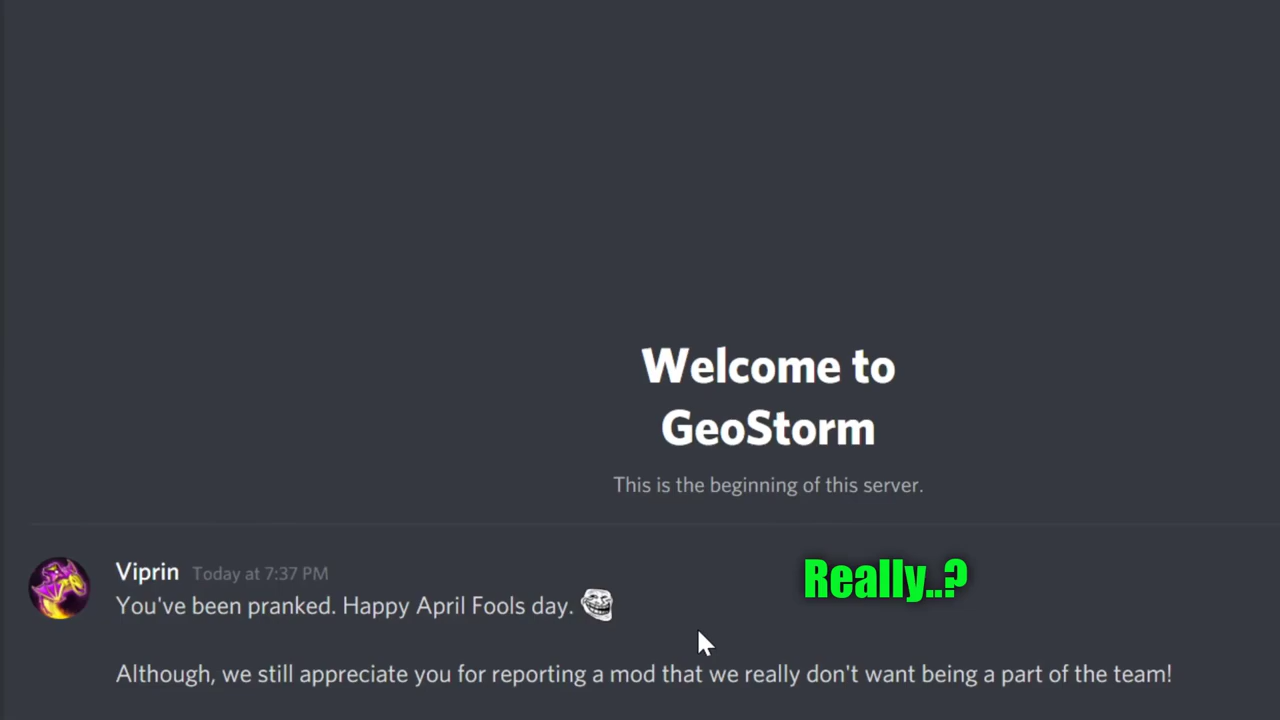 Welcome to
GeoStorm
This is the beginning of this server.
Viprin Today at 7:37 PM
Really..?
You've been pranked. Happy April Fools day.
Although, we still appreciate you for reporting a mod that we really don't want being a part of the team!